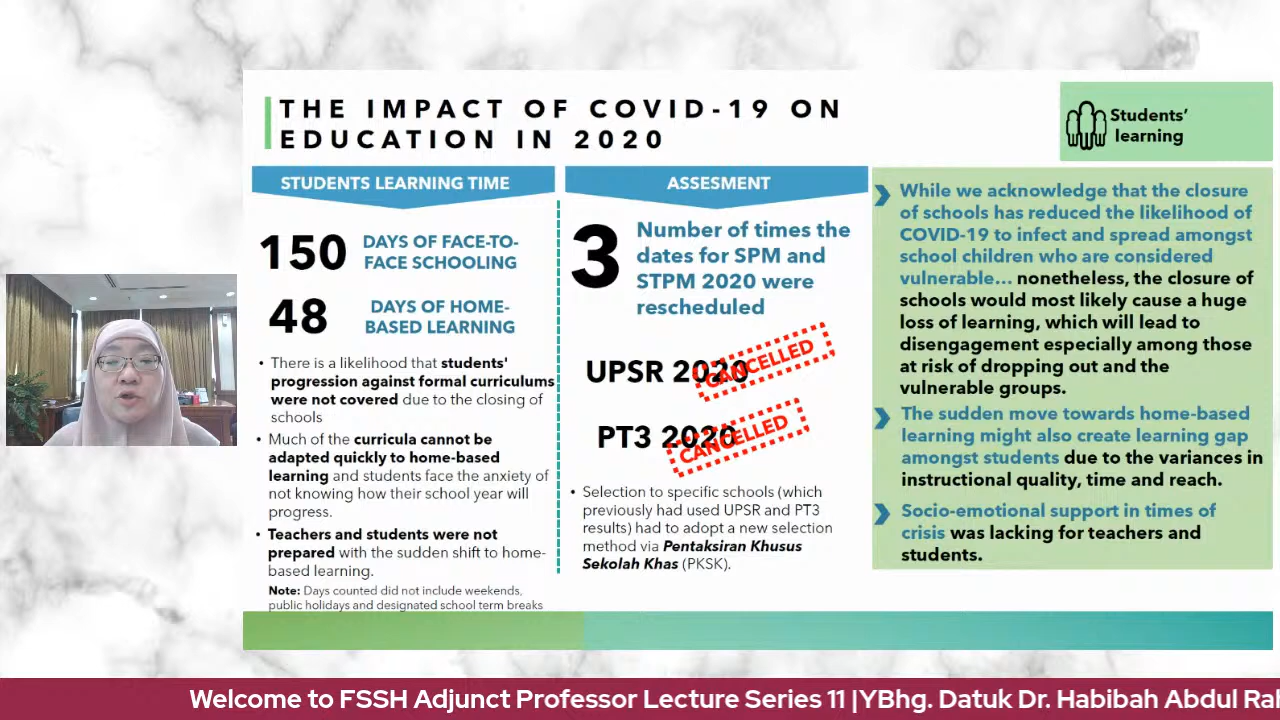 THE IMPACT OF COVID-19 ON
EDUCATION IN 2020
Students'
learning
STUDENTS LEARNING TIME
150
DAYS OF FACE-TO-
FACE SCHOOLING
48
DAYS OF HOME-
BASED LEARNING
• There is a likelihood that students'
progression against formal curriculums
were not covered due to the closing of
schools
• Much of the curricula cannot be
adapted quickly to home-based
learning and students face the anxiety of
not knowing how their school year will
progress.
• Teachers and students were not
prepared with the sudden shift to home-
based learning.
Note: Days counted did not include weekends,
public holidays and designated school term breaks
ASSESMENT
3
Number of times the
dates for SPM and
STPM 2020 were
rescheduled
UPSR 2020
CANCELLED
PT3 2020
CANCELLED
• Selection to specific schools (which
previously had used UPSR and PT3
results) had to adopt a new selection
method via Pentaksiran Khusus
Sekolah Khas (PKSK).
While we acknowledge that the closure
of schools has reduced the likelihood of
COVID-19 to infect and spread amongst
school children who are considered
vulnerable... nonetheless, the closure of
schools would most likely cause a huge
loss of learning, which will lead to
disengagement especially among those
at risk of dropping out and the
vulnerable groups.
The sudden move towards home-based
learning might also create learning gap
amongst students due to the variances in
instructional quality, time and reach.
Socio-emotional support in times of
crisis was lacking for teachers and
students.
Welcome to FSSH Adjunct Professor Lecture Series 11 |YBhg. Datuk Dr. Habibah Abdul